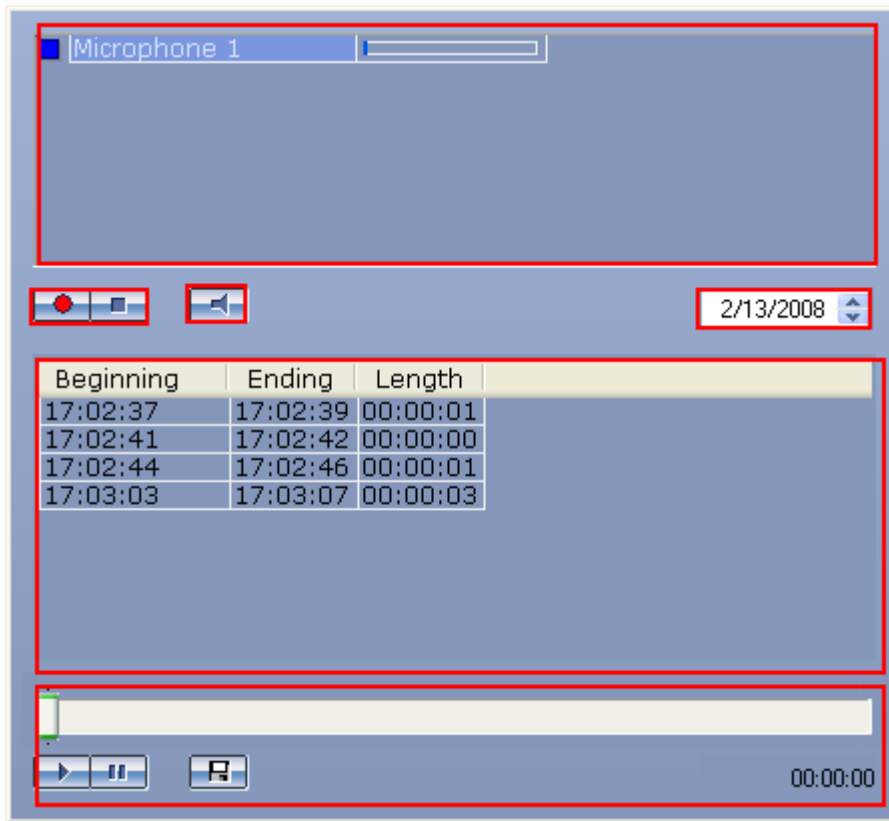 Microphone 1
2/13/2008
Beginning Ending Length
17:02:37 17:02:39 00:00:01
17:02:41 17:02:42 00:00:00
17:02:44 17:02:46 00:00:01
17:03:03 17:03:07 00:00:03
00:00:00